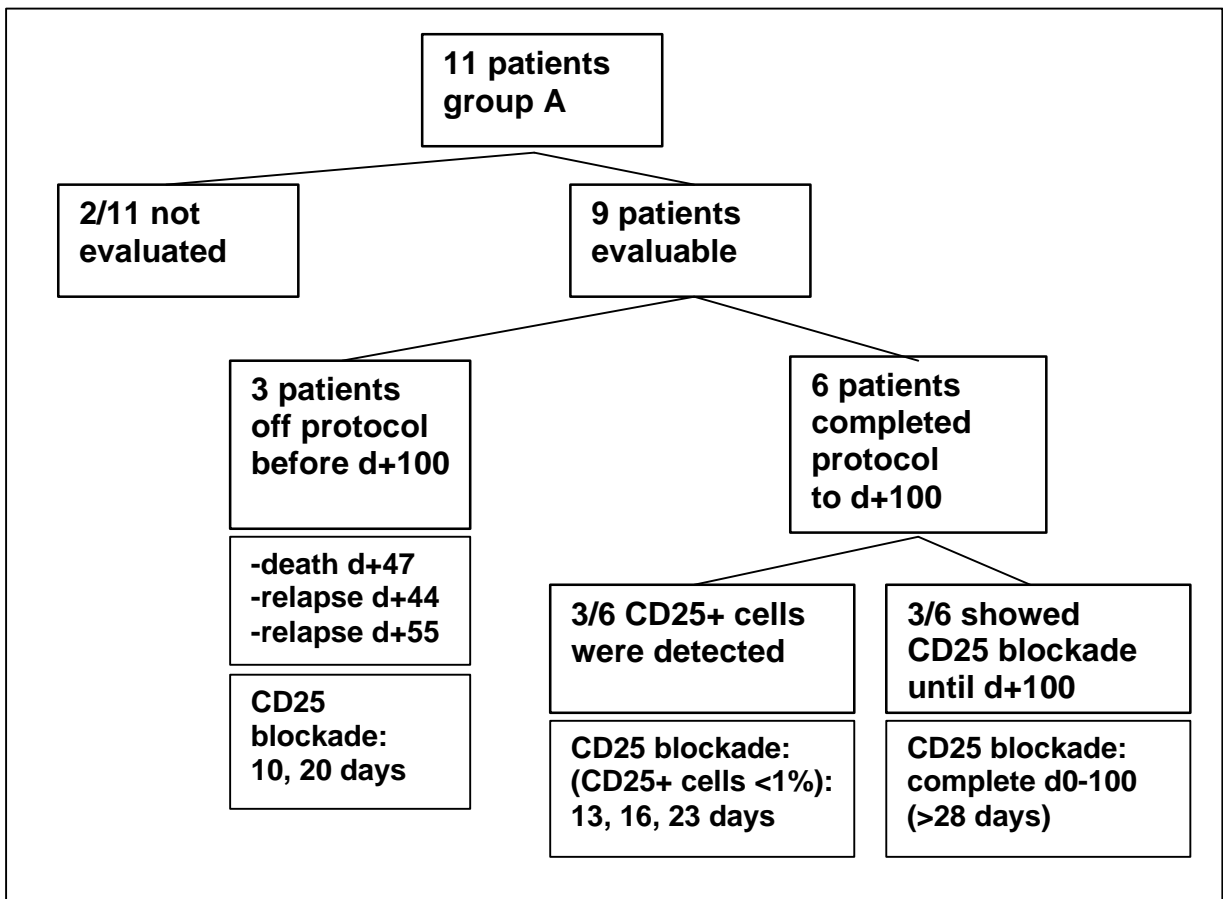 11 patients
group A
2/11 not
evaluated
9 patients
evaluable
3 patients
off protocol
before d+100
6 patients
completed
protocol
to d+100
-death d+47
-relapse d+44
-relapse d+55
3/6 CD25+ cells
were detected
3/6 showed
CD25 blockade
until d+100
CD25
blockade:
10, 20 days
CD25 blockade:
(CD25+ cells <1%):
13, 16, 23 days
CD25 blockade:
complete d0-100
(>28 days)